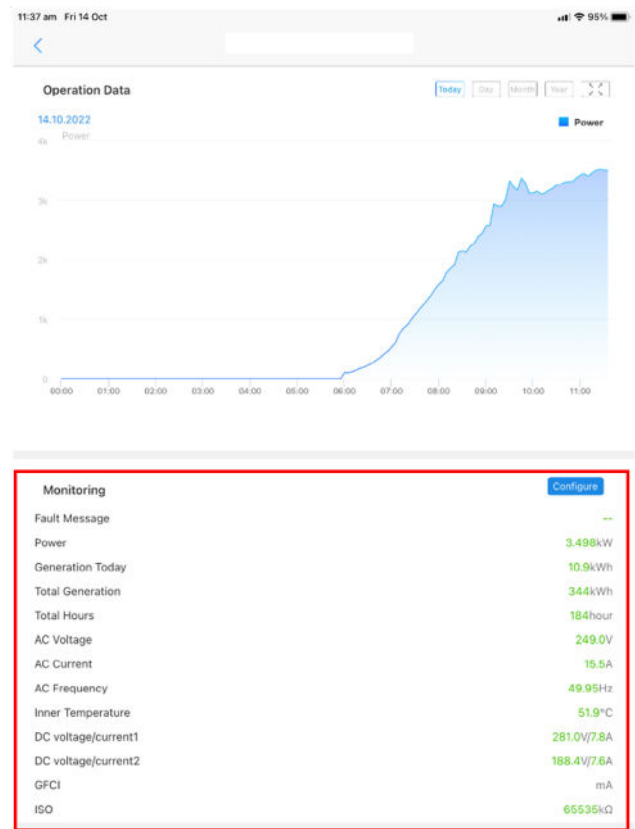 11:37 am Fri 14 Oct 95%
Operation Data Today Day Month Year
14.10.2022 Power
Power
4k
3k
2k
1k
0
00:00 01:00 02:00 03:00 04:00 05:00 06:00 07:00 08:00 09:00 10:00 11:00
Monitoring Configure
Fault Message --
Power 3.498kW
Generation Today 10.9kWh
Total Generation 344kWh
Total Hours 184hour
AC Voltage 249.0V
AC Current 15.5A
AC Frequency 49.95Hz
Inner Temperature 51.9°C
DC voltage/current1 281.0V/7.8A
DC voltage/current2 188.4V/7.6A
GFCI mA
ISO 65535kΩ